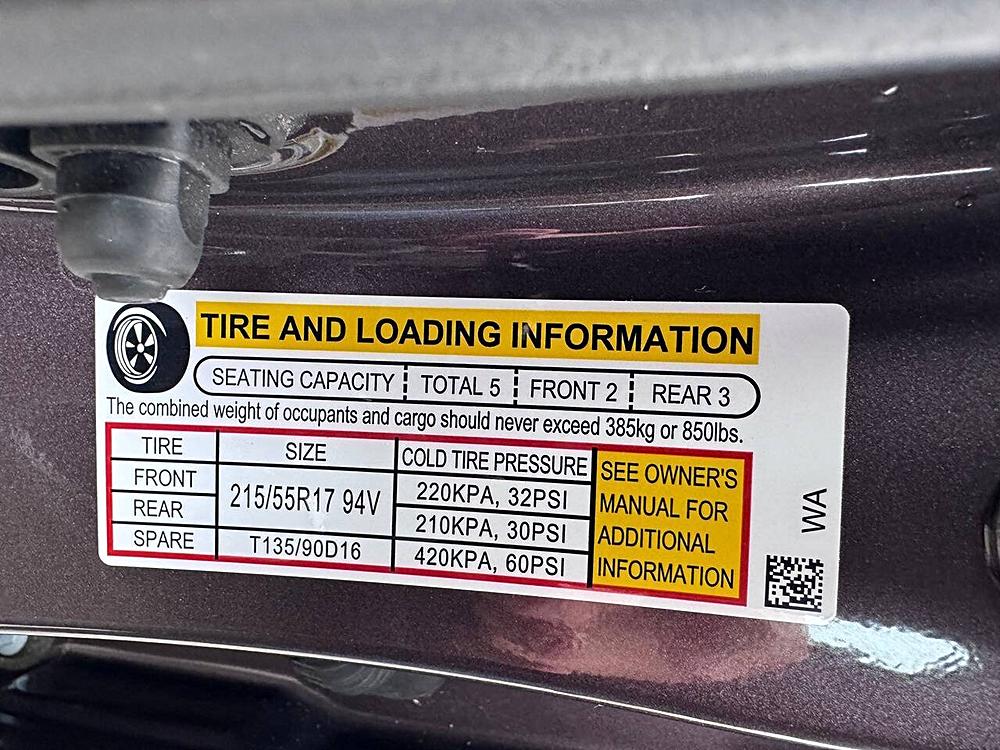 TIRE AND LOADING INFORMATION
SEATING CAPACITY TOTAL 5 FRONT 2 REAR 3
The combined weight of occupants and cargo should never exceed 385kg or 850lbs.
TIRE SIZE COLD TIRE PRESSURE
FRONT 215/55R17 94V 220KPA, 32PSI
REAR 210KPA, 30PSI
SPARE T135/90D16 420KPA, 60PSI
SEE OWNER'S
MANUAL FOR
ADDITIONAL
INFORMATION
WA